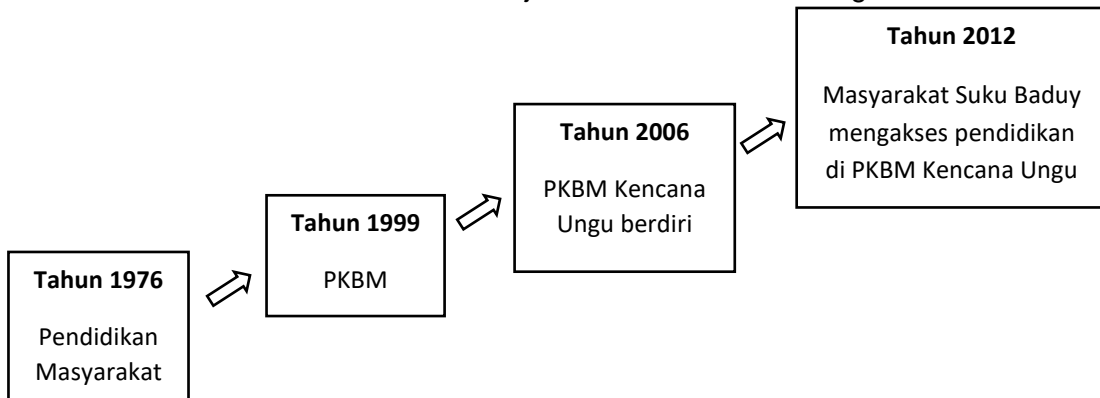 Tahun 1976
Pendidikan
Masyarakat
Tahun 1999
PKBM
Tahun 2006
PKBM Kencana
Ungu berdiri
Tahun 2012
Masyarakat Suku Baduy
mengakses pendidikan
di PKBM Kencana Ungu